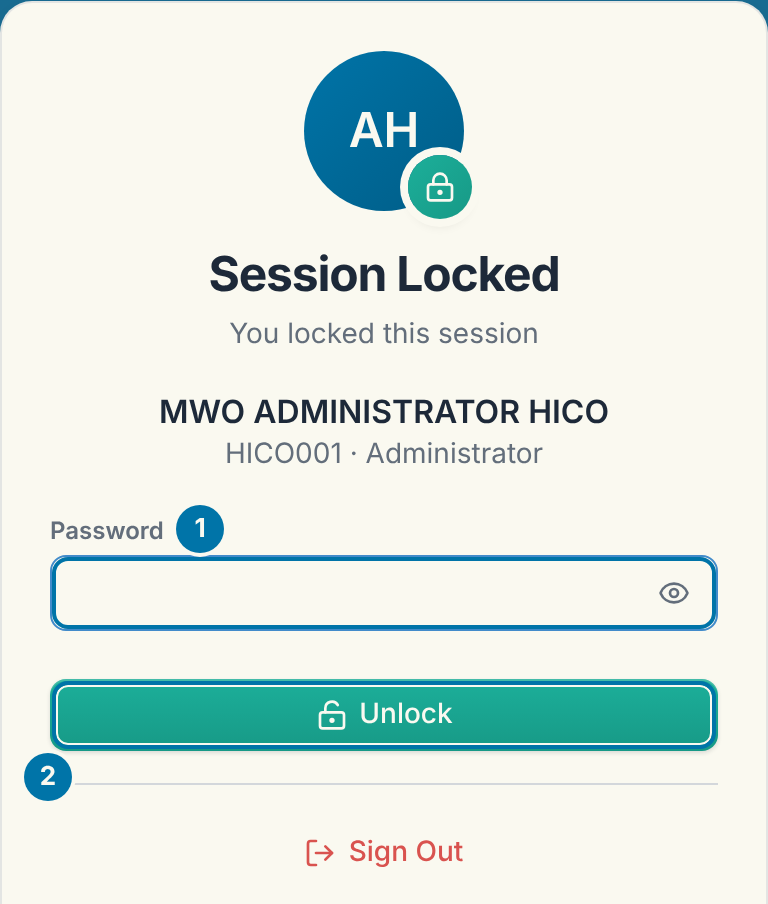 AH
Session Locked
You locked this session
MWO ADMINISTRATOR HICO
HICO001 · Administrator
Password 1
Unlock
2
Sign Out